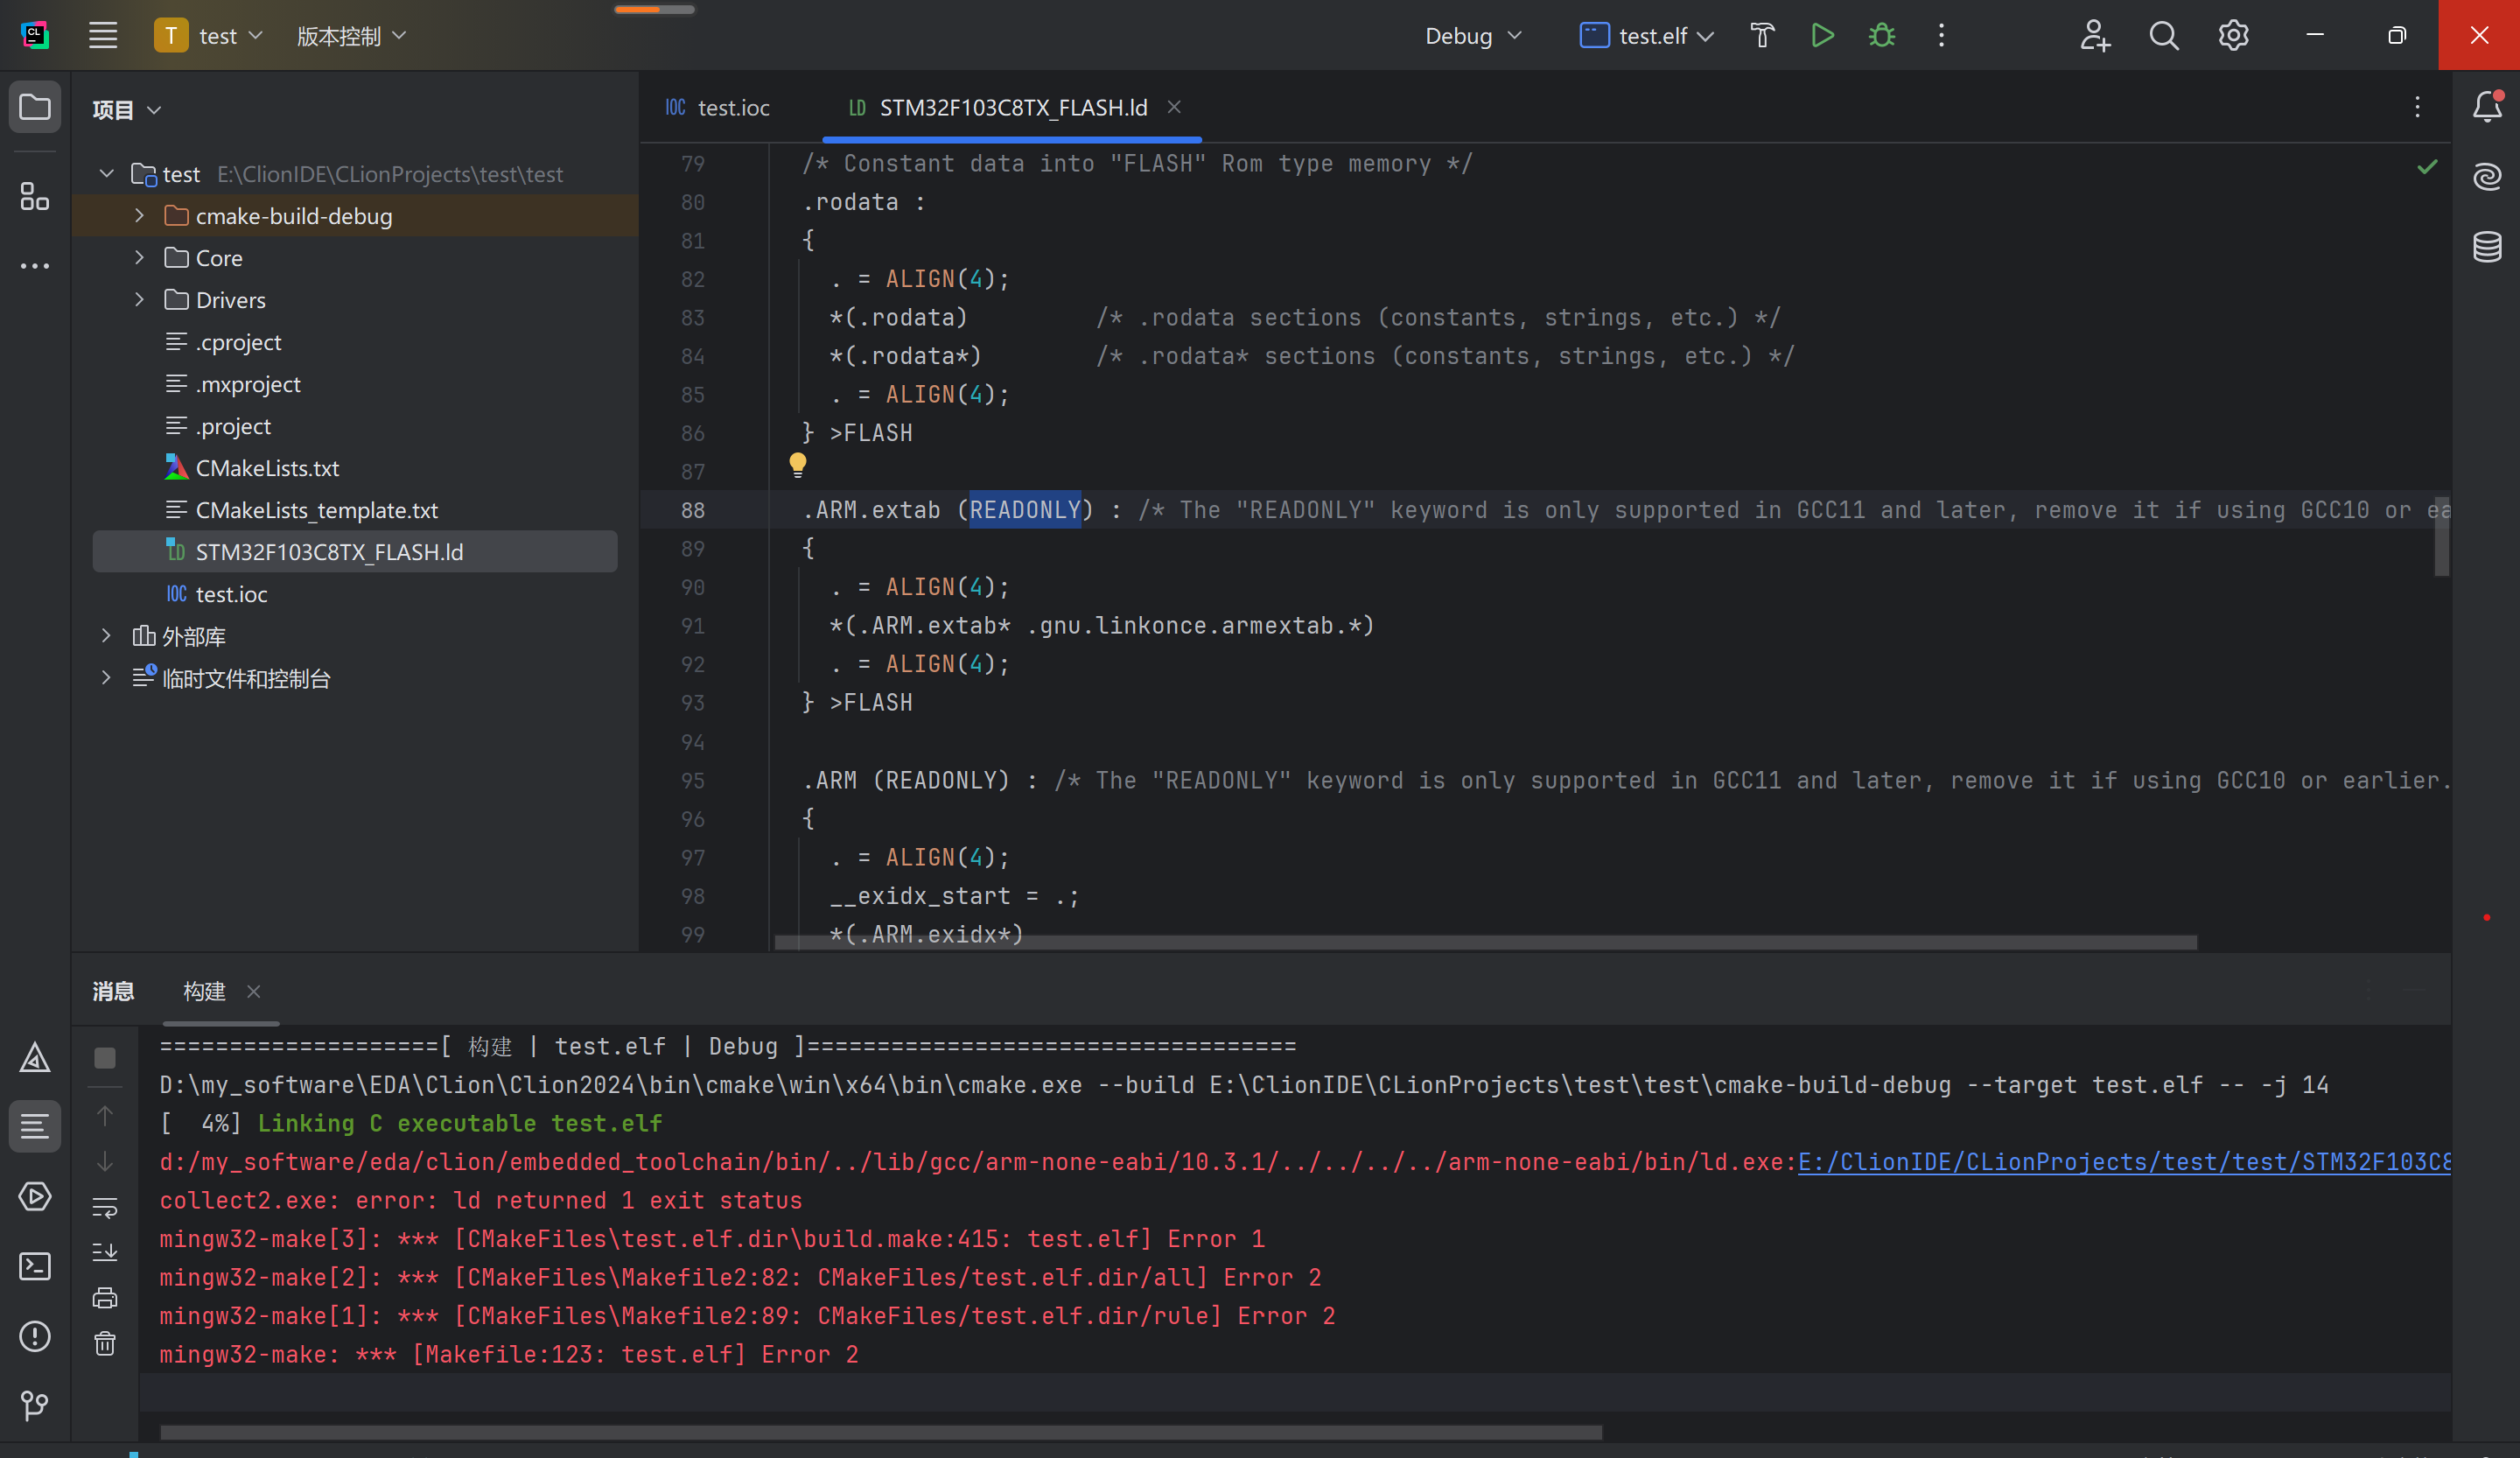 CL
T test 版本控制 Debug test.elf
项目
test E:\ClionIDE\CLionProjects\test\test
cmake-build-debug
Core
Drivers
.cproject
.mxproject
.project
CMakeLists.txt
CMakeLists_template.txt
LD STM32F103C8TX_FLASH.ld
IOC test.ioc
外部库
临时文件和控制台
IOC test.ioc LD STM32F103C8TX_FLASH.ld
79 /* Constant data into "FLASH" Rom type memory */
80 .rodata :
81 {
82 . = ALIGN(4);
83 *(.rodata) /* .rodata sections (constants, strings, etc.) */
84 *(.rodata*) /* .rodata* sections (constants, strings, etc.) */
85 . = ALIGN(4);
86 } >FLASH
87
88 .ARM.extab (READONLY) : /* The "READONLY" keyword is only supported in GCC11 and later, remove it if using GCC10 or ea
89 {
90 . = ALIGN(4);
91 *(.ARM.extab* .gnu.linkonce.armextab.*)
92 . = ALIGN(4);
93 } >FLASH
94
95 .ARM (READONLY) : /* The "READONLY" keyword is only supported in GCC11 and later, remove it if using GCC10 or earlier.
96 {
97 . = ALIGN(4);
98 __exidx_start = .;
99 *(.ARM.exidx*)
消息 构建
====================[ 构建 | test.elf | Debug ]===================================
D:\my_software\EDA\Clion\Clion2024\bin\cmake\win\x64\bin\cmake.exe --build E:\ClionIDE\CLionProjects\test\test\cmake-build-debug --target test.elf -- -j 14
[  4%] Linking C executable test.elf
d:/my_software/eda/clion/embedded_toolchain/bin/../lib/gcc/arm-none-eabi/10.3.1/../../../../arm-none-eabi/bin/ld.exe:E:/ClionIDE/CLionProjects/test/test/STM32F103C8
collect2.exe: error: ld returned 1 exit status
mingw32-make[3]: *** [CMakeFiles\test.elf.dir\build.make:415: test.elf] Error 1
mingw32-make[2]: *** [CMakeFiles\Makefile2:82: CMakeFiles/test.elf.dir/all] Error 2
mingw32-make[1]: *** [CMakeFiles\Makefile2:89: CMakeFiles/test.elf.dir/rule] Error 2
mingw32-make: *** [Makefile:123: test.elf] Error 2